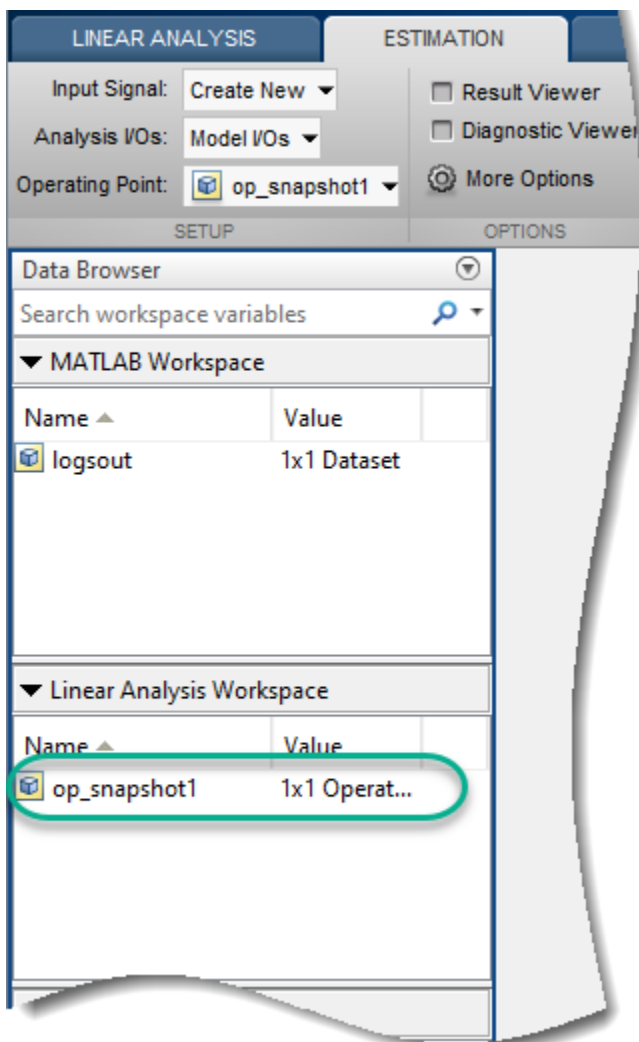 LINEAR ANALYSIS ESTIMATION
Input Signal: Create New
Analysis I/Os: Model I/Os
Operating Point: op_snapshot1
SETUP
Result Viewer
Diagnostic Viewer
More Options
OPTIONS
Data Browser
Search workspace variables
MATLAB Workspace
Name Value
logsout 1x1 Dataset
Linear Analysis Workspace
Name Value
op_snapshot1 1x1 Operat...